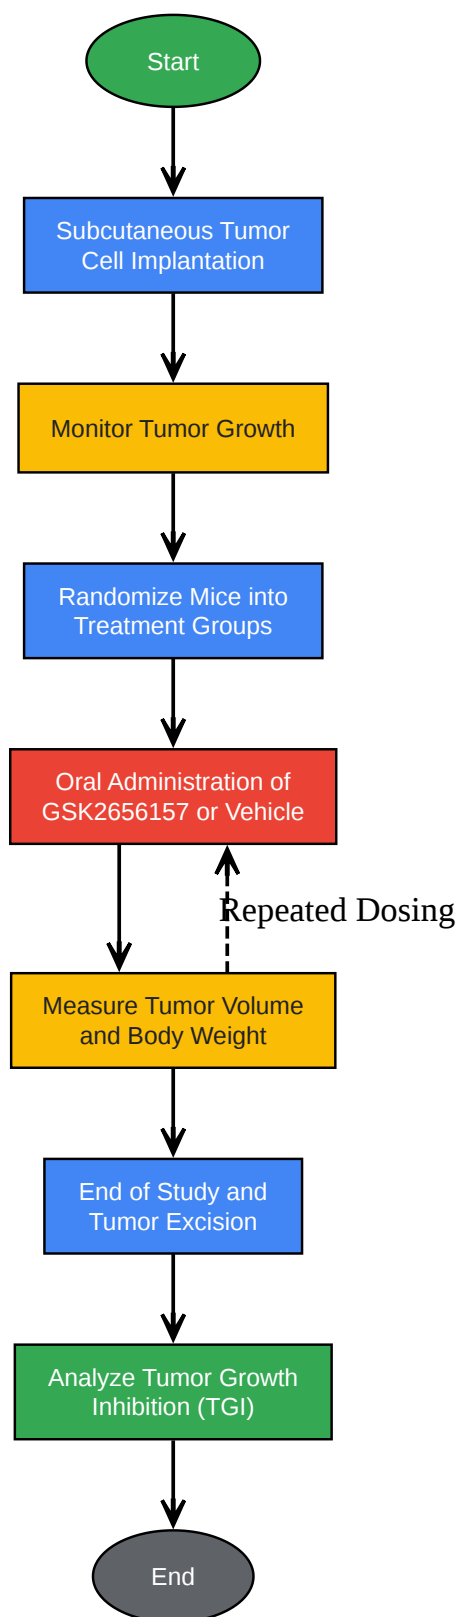 Start
Subcutaneous Tumor
Cell Implantation
Monitor Tumor Growth
Randomize Mice into
Treatment Groups
Oral Administration of
GSK2656157 or Vehicle
Repeated Dosing
Measure Tumor Volume
and Body Weight
End of Study and
Tumor Excision
Analyze Tumor Growth
Inhibition (TGI)
End